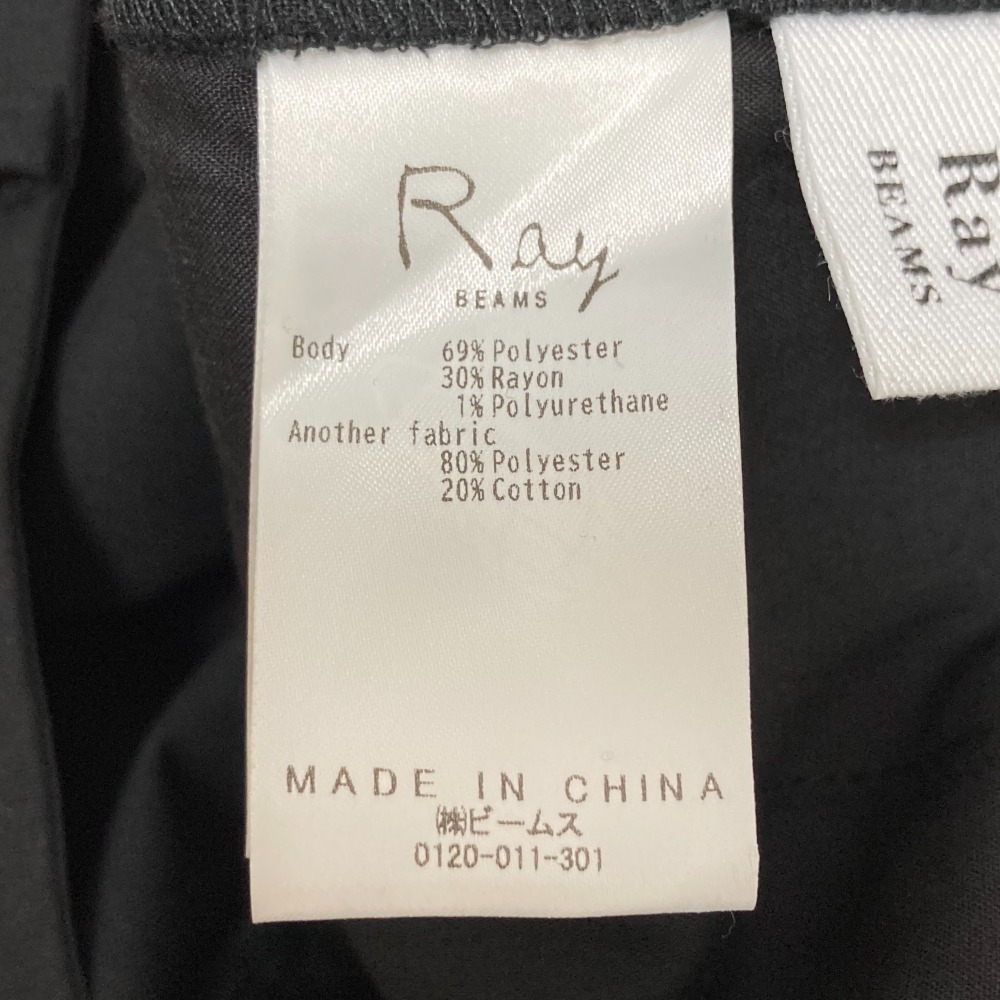 Ray
BEAMS
Body 69% Polyester
30% Rayon
1% Polyurethane
Another fabric
80% Polyester
20% Cotton
MADE IN CHINA
㈱ビームス
0120-011-301
Ray
BEAMS